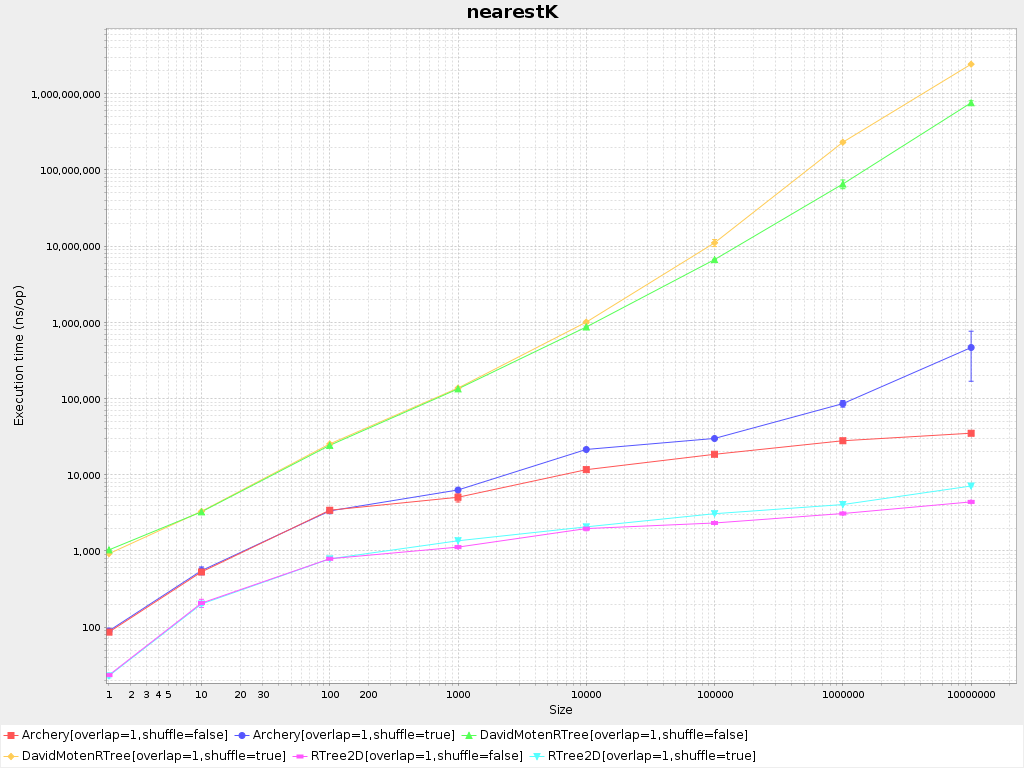 nearestK
Execution time (ns/op)
1,000,000,000
100,000,000
10,000,000
1,000,000
100,000
10,000
1,000
100
1 2 3 4 5 10 20 30 100 200 1000 10000 100000 1000000 10000000
Size
Archery[overlap=1,shuffle=false] Archery[overlap=1,shuffle=true] DavidMotenRTree[overlap=1,shuffle=false]
DavidMotenRTree[overlap=1,shuffle=true] RTree2D[overlap=1,shuffle=false] RTree2D[overlap=1,shuffle=true]